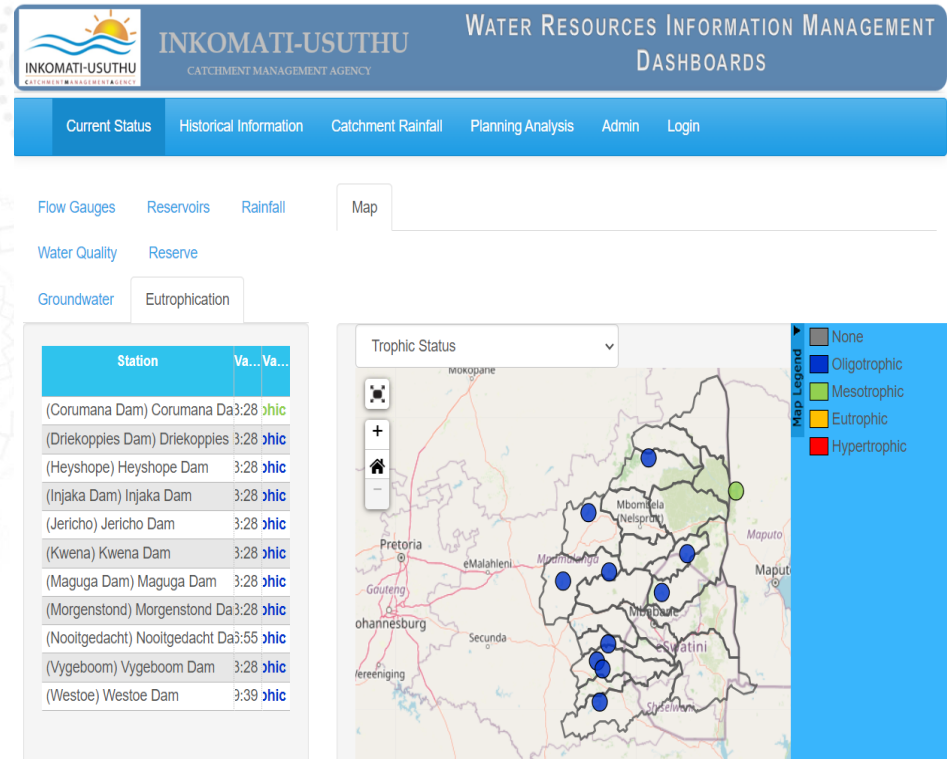 INKOMATI-USUTHU
CATCHMENT MANAGEMENT AGENCY
INKOMATI-USUTHU
CATCHMENT MANAGEMENT AGENCY
WATER RESOURCES INFORMATION MANAGEMENT
DASHBOARDS
Current Status Historical Information Catchment Rainfall Planning Analysis Admin Login
Flow Gauges Reservoirs Rainfall
Water Quality Reserve
Groundwater Eutrophication
Map
Station Va... Va...
(Corumana Dam) Corumana Da 3:28 phic
(Driekoppies Dam) Driekoppies 3:28 phic
(Heyshope) Heyshope Dam 3:28 phic
(Injaka Dam) Injaka Dam 3:28 phic
(Jericho) Jericho Dam 3:28 phic
(Kwena) Kwena Dam 3:28 phic
(Maguga Dam) Maguga Dam 3:28 phic
(Morgenstond) Morgenstond Da 3:28 phic
(Nooitgedacht) Nooitgedacht Da 3:55 phic
(Vygeboom) Vygeboom Dam 3:28 phic
(Westoe) Westoe Dam 9:39 phic
Trophic Status
+
−
Mokopane
Mbombela
(Nelspruit)
Pretoria
eMalahleni
Mpumalanga
Maputo
Maput
Gauteng
ohannesburg
Mbabane
Secunda
eSwatini
Vereeniging
Shiselweni
Map Legend
None
Oligotrophic
Mesotrophic
Eutrophic
Hypertrophic